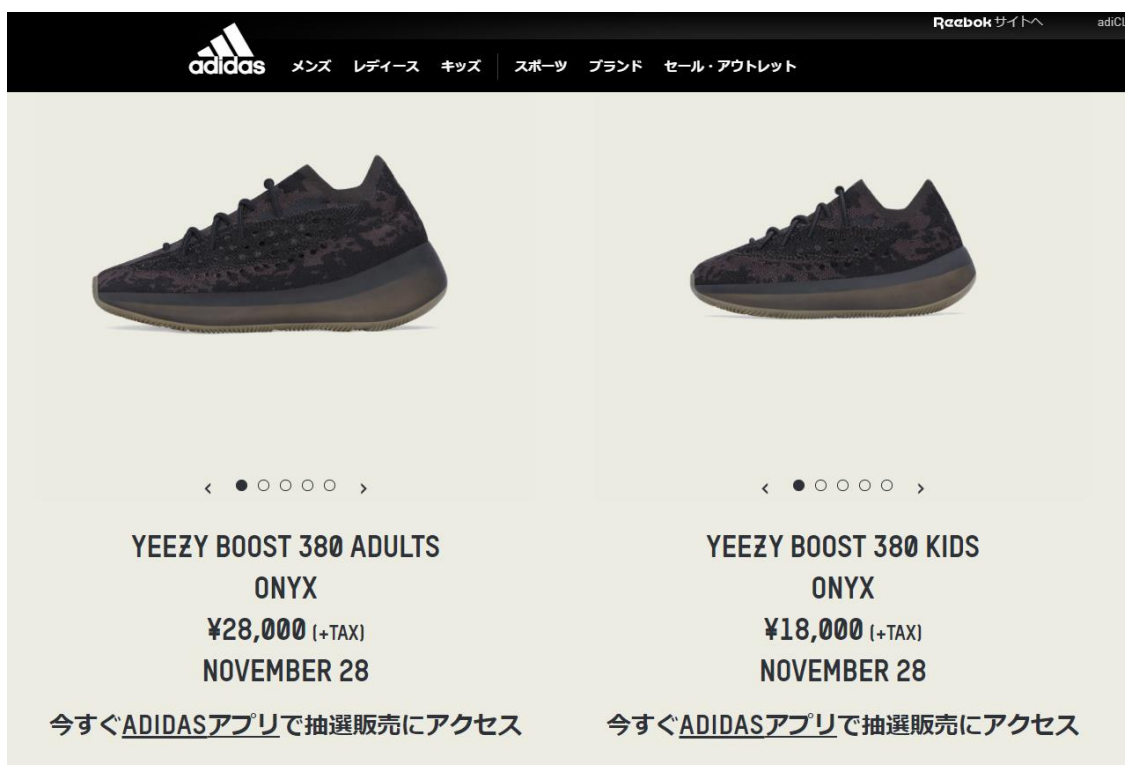 Reebok サイトへ
adiCL
adidas
メンズ レディース キッズ スポーツ ブランド セール・アウトレット
YEEZY BOOST 380 ADULTS
ONYX
¥28,000 (+TAX)
NOVEMBER 28
今すぐADIDASアプリで抽選販売にアクセス
YEEZY BOOST 380 KIDS
ONYX
¥18,000 (+TAX)
NOVEMBER 28
今すぐADIDASアプリで抽選販売にアクセス